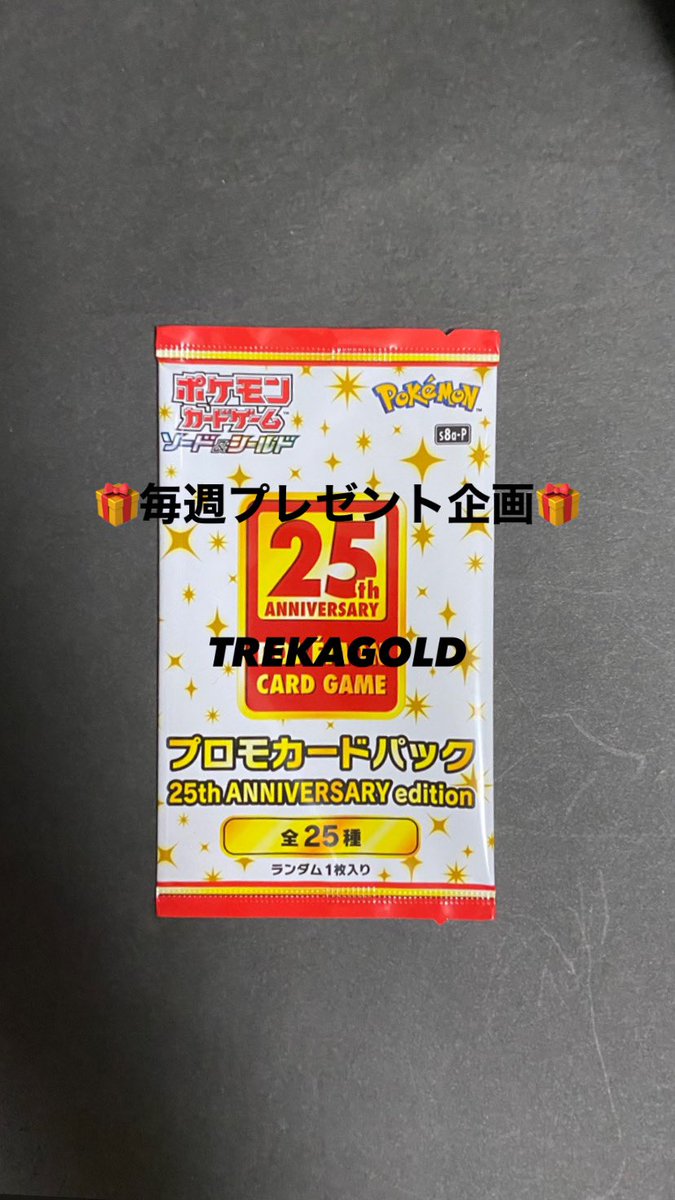 ポケモン
カードゲーム
ソード&シールド
Pokémon
s8a-P
🎁毎週プレゼント企画🎁
25th
ANNIVERSARY
TREKAGOLD
CARD GAME
プロモカードパック
25th ANNIVERSARY edition
全25種
ランダム1枚入り